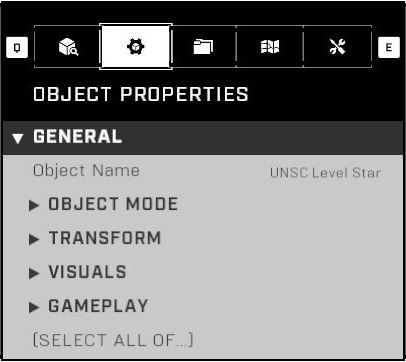 Q E
OBJECT PROPERTIES
GENERAL
Object Name UNSC Level Star
OBJECT MODE
TRANSFORM
VISUALS
GAMEPLAY
(SELECT ALL OF...)